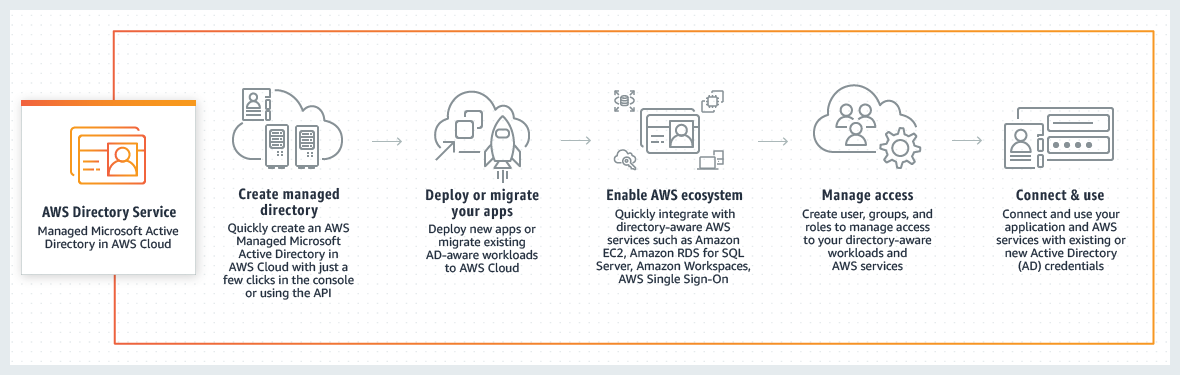 AWS Directory Service
Managed Microsoft Active
Directory in AWS Cloud
Create managed
directory
Quickly create an AWS
Managed Microsoft
Active Directory in
AWS Cloud with just a
few clicks in the console
or using the API
Deploy or migrate
your apps
Deploy new apps or
migrate existing
AD-aware workloads
to AWS Cloud
Enable AWS ecosystem
Quickly integrate with
directory-aware AWS
services such as Amazon
EC2, Amazon RDS for SQL
Server, Amazon Workspaces,
AWS Single Sign-On
Manage access
Create user, groups, and
roles to manage access
to your directory-aware
workloads and
AWS services
Connect & use
Connect and use your
application and AWS
services with existing or
new Active Directory
(AD) credentials